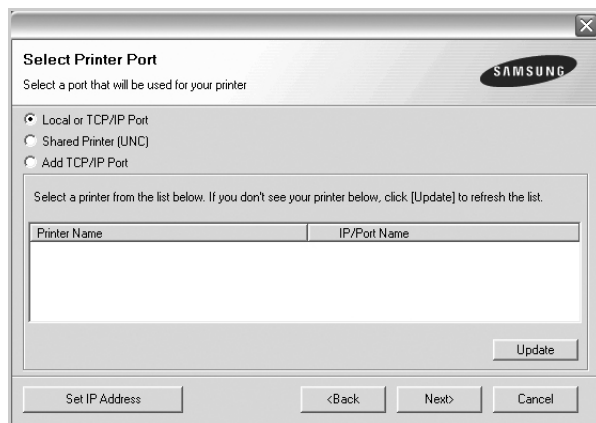 Select Printer Port
Select a port that will be used for your printer
SAMSUNG
Local or TCP/IP Port
Shared Printer (UNC)
Add TCP/IP Port
Select a printer from the list below. If you don't see your printer below, click [Update] to refresh the list.
Printer Name IP/Port Name
Update
Set IP Address <Back Next> Cancel